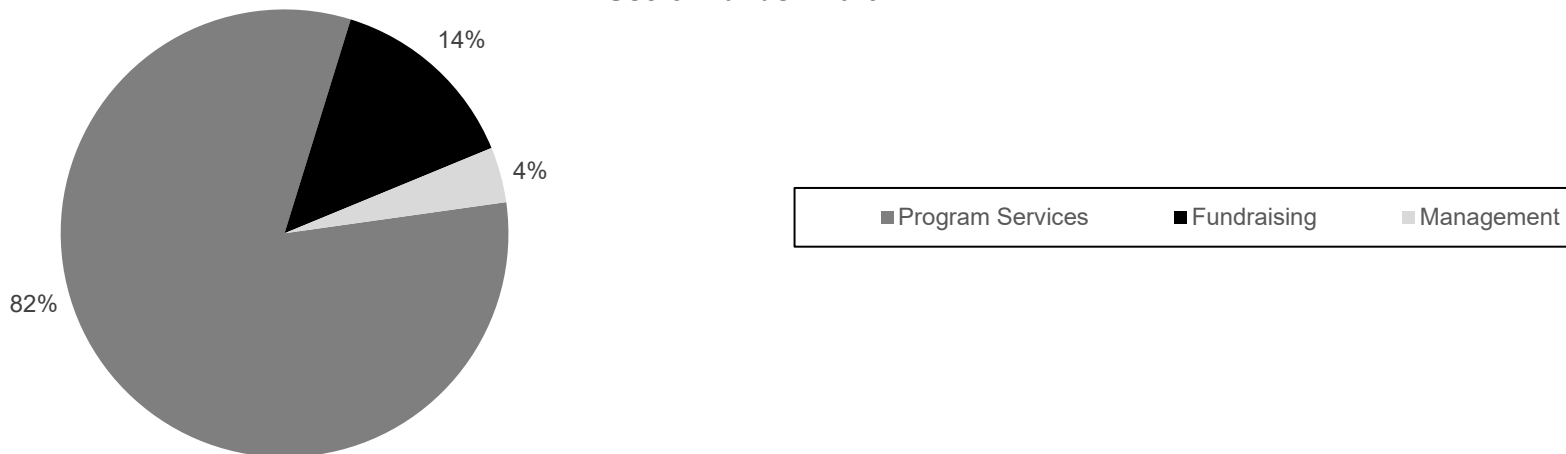 14%
4%
Program Services
Fundraising
Management
82%